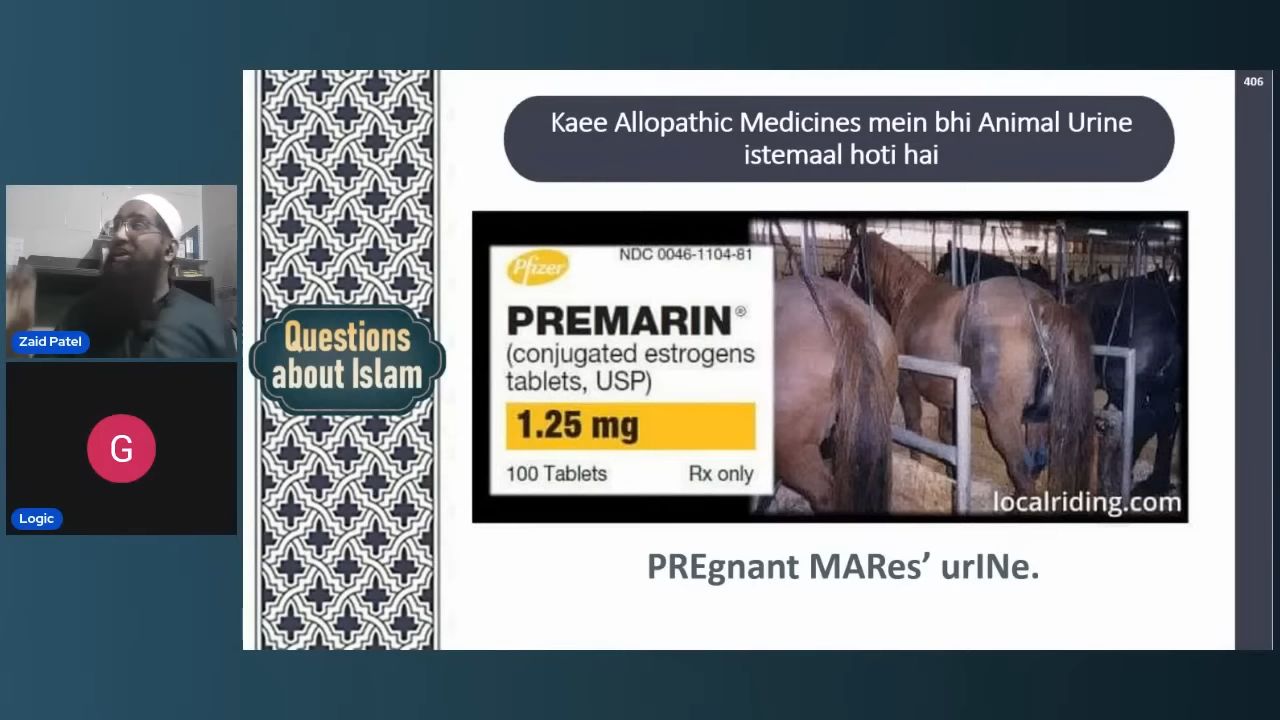 406
Kaee Allopathic Medicines mein bhi Animal Urine
istemaal hoti hai
Pfizer
NDC 0046-1104-81
PREMARIN®
(conjugated estrogens
tablets, USP)
1.25 mg
100 Tablets Rx only
localriding.com
PREgnant MARes’ urINe.
Questions
about Islam
Zaid Patel
G
Logic